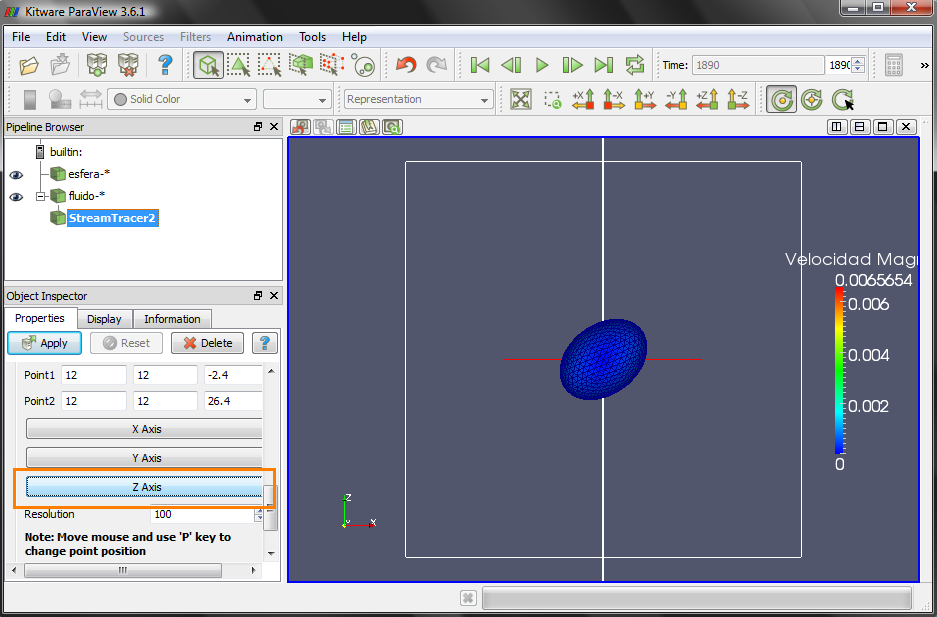 Kitware ParaView 3.6.1
File Edit View Sources Filters Animation Tools Help
Time: 1890 1890
Solid Color Representation
+X -X +Y -Y +Z -Z
Pipeline Browser
builtin:
esfera-*
fluido-*
StreamTracer2
Object Inspector
Properties Display Information
Apply Reset Delete ?
Point1 12 12 -2.4
Point2 12 12 26.4
X Axis
Y Axis
Z Axis
Resolution 100
Note: Move mouse and use 'P' key to
change point position
Velocidad Magn
0.0065654
0.006
0.004
0.002
0
Z
Y X